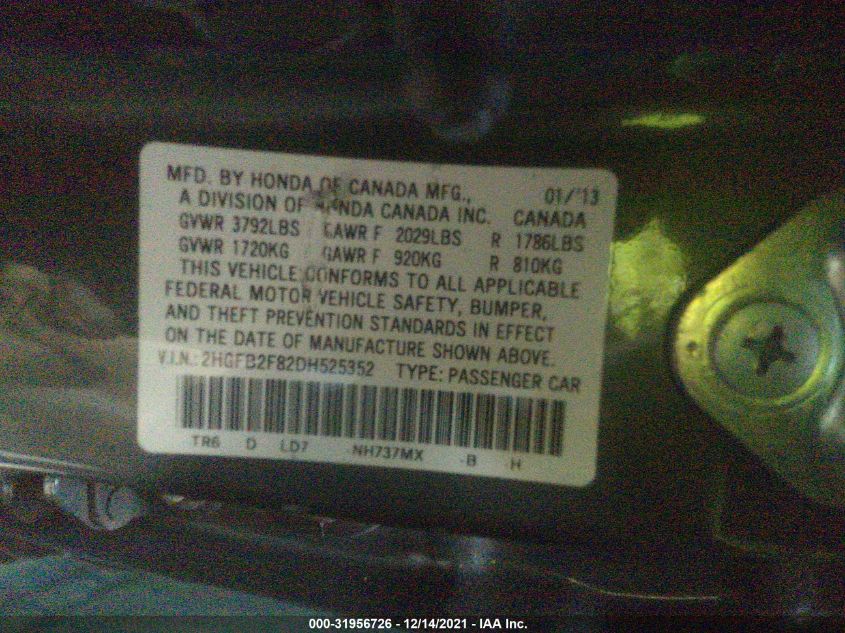 MFD. BY HONDA OF CANADA MFG., 01/'13
A DIVISION OF HONDA CANADA INC. CANADA
GVWR 3792LBS GAWR F 2029LBS R 1786LBS
GVWR 1720KG GAWR F 920KG R 810KG
THIS VEHICLE CONFORMS TO ALL APPLICABLE
FEDERAL MOTOR VEHICLE SAFETY, BUMPER,
AND THEFT PREVENTION STANDARDS IN EFFECT
ON THE DATE OF MANUFACTURE SHOWN ABOVE.
V.I.N.: 2HGFB2F82DH525352 TYPE: PASSENGER CAR
TR6 D LD7 NH737MX -B H
000-31956726 - 12/14/2021 - IAA Inc.